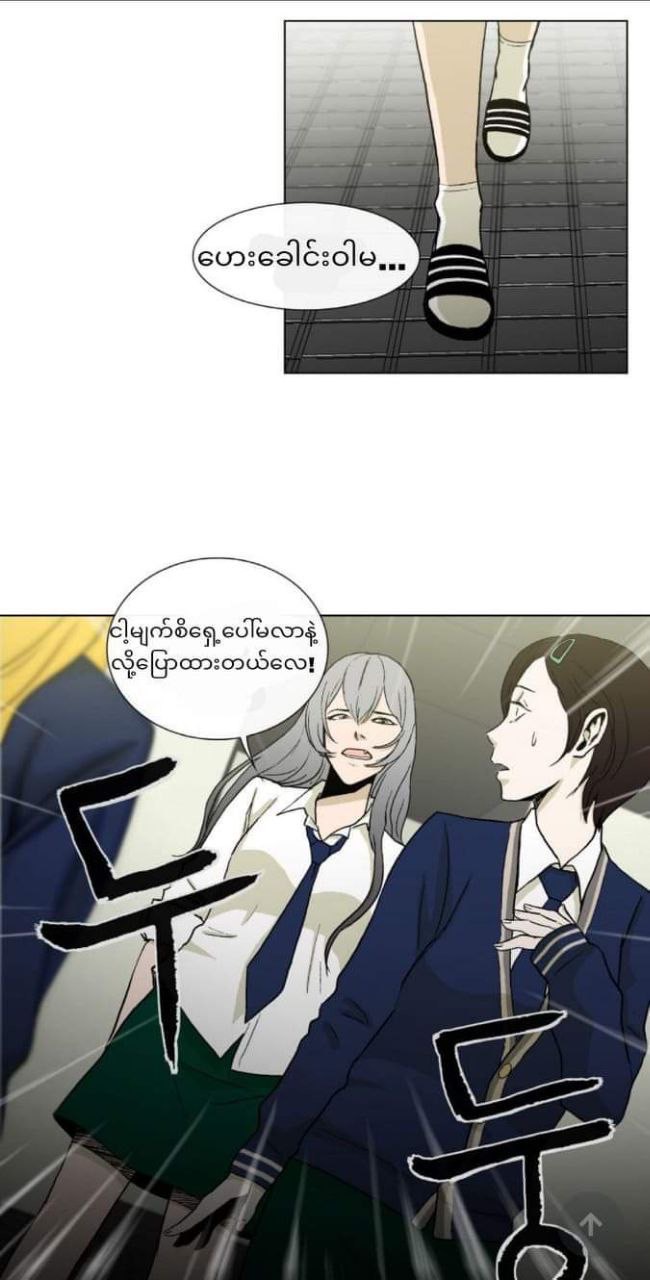 ဟေးခေါင်းဝါမ...
ငါ့မျက်စိရှေ့ပေါ်မလာနဲ့
လို့ပြောထားတယ်လေ!
두
둥